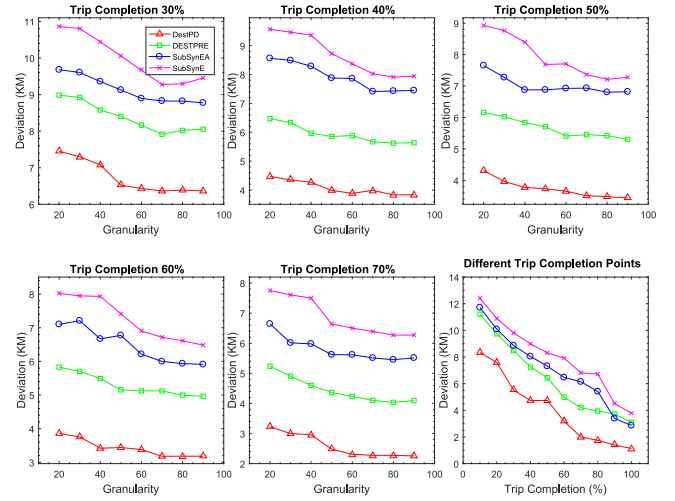 Trip Completion 30%
11
10
9
8
7
6
Deviation (KM)
0 20 40 60 80 100
Granularity
DestPD
DESTPRE
SubSynEA
SubSynE
Trip Completion 40%
9
8
7
6
5
4
Deviation (KM)
0 20 40 60 80 100
Granularity
Trip Completion 50%
9
8
7
6
5
4
Deviation (KM)
0 20 40 60 80 100
Granularity
Trip Completion 60%
8
7
6
5
4
3
Deviation (KM)
0 20 40 60 80 100
Granularity
Trip Completion 70%
8
7
6
5
4
3
2
Deviation (KM)
0 20 40 60 80 100
Granularity
Different Trip Completion Points
14
12
10
8
6
4
2
0
Deviation (KM)
0 20 40 60 80 100
Trip Completion (%)